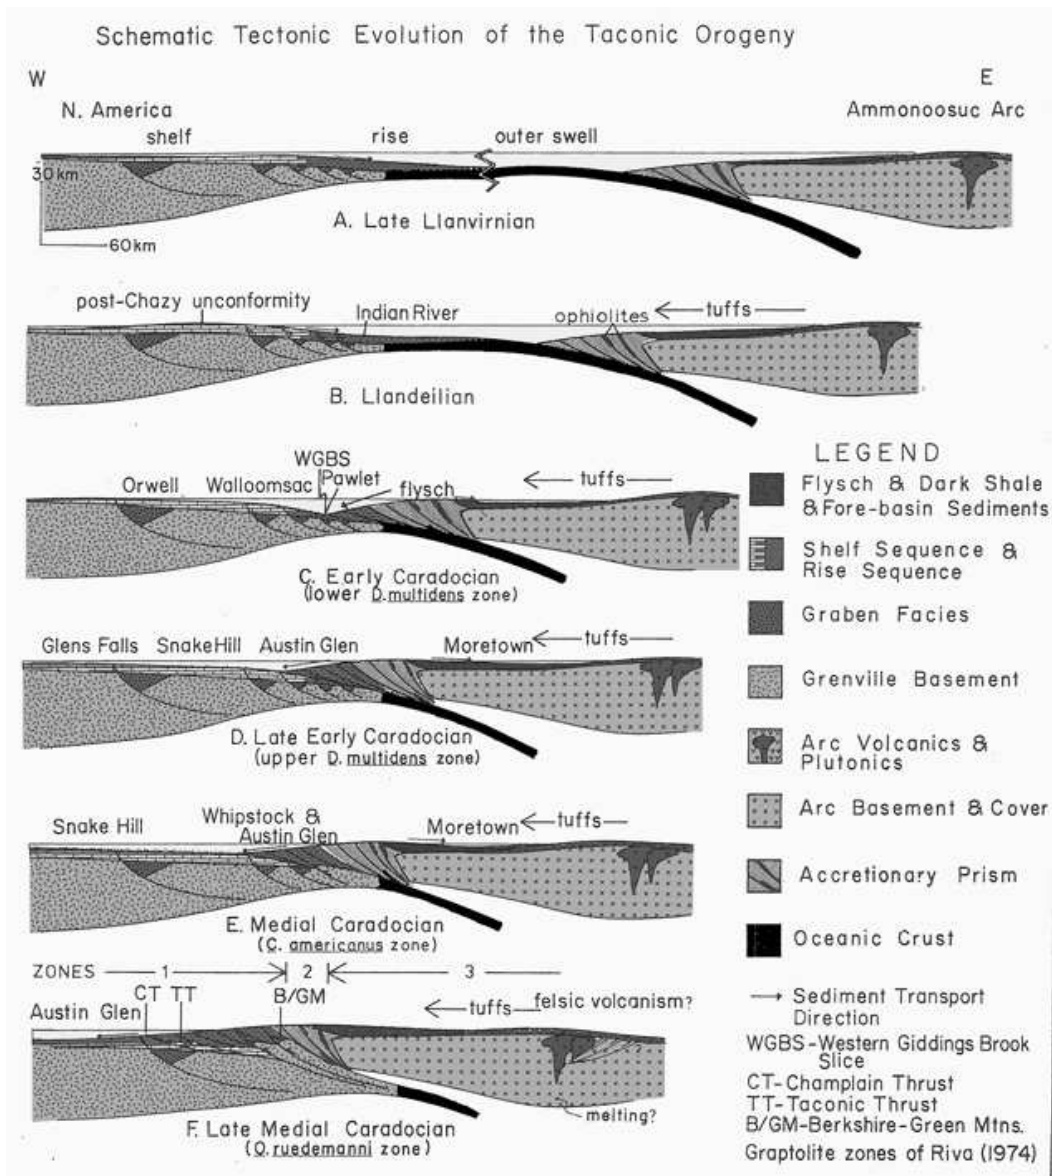 Schematic Tectonic Evolution of the Taconic Orogeny
W E
N. America Ammonoosuc Arc
shelf rise outer swell
30 km
60 km
A. Late Llanvirnian
post-Chazy unconformity
Indian River
ophiolites
tuffs
B. Llandeilian
WGBS
Orwell Walloomsac Pawlet
flysch
tuffs
C. Early Caradocian
(lower D. multidens zone)
Glens Falls Snake Hill Austin Glen Moretown tuffs
D. Late Early Caradocian
(upper D. multidens zone)
Snake Hill
Whipstock &
Austin Glen
Moretown tuffs
E. Medial Caradocian
(C. americanus zone)
ZONES 1 2 3
CT TT B/GM
Austin Glen
tuffs felsic volcanism?
?
melting?
F. Late Medial Caradocian
(O. ruedemanni zone)
LEGEND
Flysch & Dark Shale
& Fore-basin Sediments
Shelf Sequence &
Rise Sequence
Graben Facies
Grenville Basement
Arc Volcanics &
Plutonics
Arc Basement & Cover
Accretionary Prism
Oceanic Crust
Sediment Transport
Direction
WGBS-Western Giddings Brook
Slice
CT-Champlain Thrust
TT-Taconic Thrust
B/GM-Berkshire-Green Mtns.
Graptolite zones of Riva (1974)